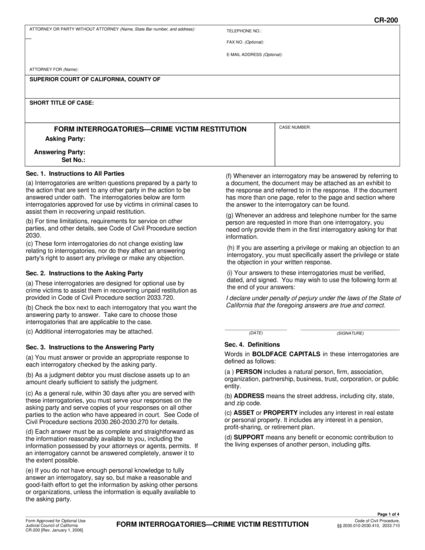 CR-200
ATTORNEY OR PARTY WITHOUT ATTORNEY (Name, State Bar number, and address):
TELEPHONE NO.:
FAX NO. (Optional):
E-MAIL ADDRESS (Optional):
ATTORNEY FOR (Name):
SUPERIOR COURT OF CALIFORNIA, COUNTY OF
SHORT TITLE OF CASE:
FORM INTERROGATORIES—CRIME VICTIM RESTITUTION
Asking Party:
Answering Party:
Set No.:
CASE NUMBER:
Sec. 1. Instructions to All Parties
(a) Interrogatories are written questions prepared by a party to
the action that are sent to any other party in the action to be
answered under oath. The interrogatories below are form
interrogatories approved for use by victims in criminal cases to
assist them in recovering unpaid restitution.
(b) For time limitations, requirements for service on other
parties, and other details, see Code of Civil Procedure section
2030.
(c) These form interrogatories do not change existing law
relating to interrogatories, nor do they affect an answering
party's right to assert any privilege or make any objection.
Sec. 2. Instructions to the Asking Party
(a) These interrogatories are designed for optional use by
crime victims to assist them in recovering unpaid restitution as
provided in Code of Civil Procedure section 2033.720.
(b) Check the box next to each interrogatory that you want the
answering party to answer. Take care to choose those
interrogatories that are applicable to the case.
(c) Additional interrogatories may be attached.
Sec. 3. Instructions to the Answering Party
(a) You must answer or provide an appropriate response to
each interrogatory checked by the asking party.
(b) As a judgment debtor you must disclose assets up to an
amount clearly sufficient to satisfy the judgment.
(c) As a general rule, within 30 days after you are served with
these interrogatories, you must serve your responses on the
asking party and serve copies of your responses on all other
parties to the action who have appeared in court. See Code of
Civil Procedure sections 2030.260-2030.270 for details.
(d) Each answer must be as complete and straightforward as
the information reasonably available to you, including the
information possessed by your attorneys or agents, permits. If
an interrogatory cannot be answered completely, answer it to
the extent possible.
(e) If you do not have enough personal knowledge to fully
answer an interrogatory, say so, but make a reasonable and
good-faith effort to get the information by asking other persons
or organizations, unless the information is equally available to
the asking party.
(f) Whenever an interrogatory may be answered by referring to
a document, the document may be attached as an exhibit to
the response and referred to in the response. If the document
has more than one page, refer to the page and section where
the answer to the interrogatory can be found.
(g) Whenever an address and telephone number for the same
person are requested in more than one interrogatory, you
need only provide them in the first interrogatory asking for that
information.
(h) If you are asserting a privilege or making an objection to an
interrogatory, you must specifically assert the privilege or state
the objection in your written response.
(i) Your answers to these interrogatories must be verified,
dated, and signed. You may wish to use the following form at
the end of your answers:
I declare under penalty of perjury under the laws of the State of
California that the foregoing answers are true and correct.
(DATE)
(SIGNATURE)
Sec. 4. Definitions
Words in BOLDFACE CAPITALS in these interrogatories are
defined as follows:
(a ) PERSON includes a natural person, firm, association,
organization, partnership, business, trust, corporation, or public
entity.
(b) ADDRESS means the street address, including city, state,
and zip code.
(c) ASSET or PROPERTY includes any interest in real estate
or personal property. It includes any interest in a pension,
profit-sharing, or retirement plan.
(d) SUPPORT means any benefit or economic contribution to
the living expenses of another person, including gifts.
Page 1 of 4
Form Approved for Optional Use
Judicial Council of California
CR-200 [Rev. January 1, 2006]
FORM INTERROGATORIES—CRIME VICTIM RESTITUTION
Code of Civil Procedure,
§§ 2030.010-2030.410, 2033.710